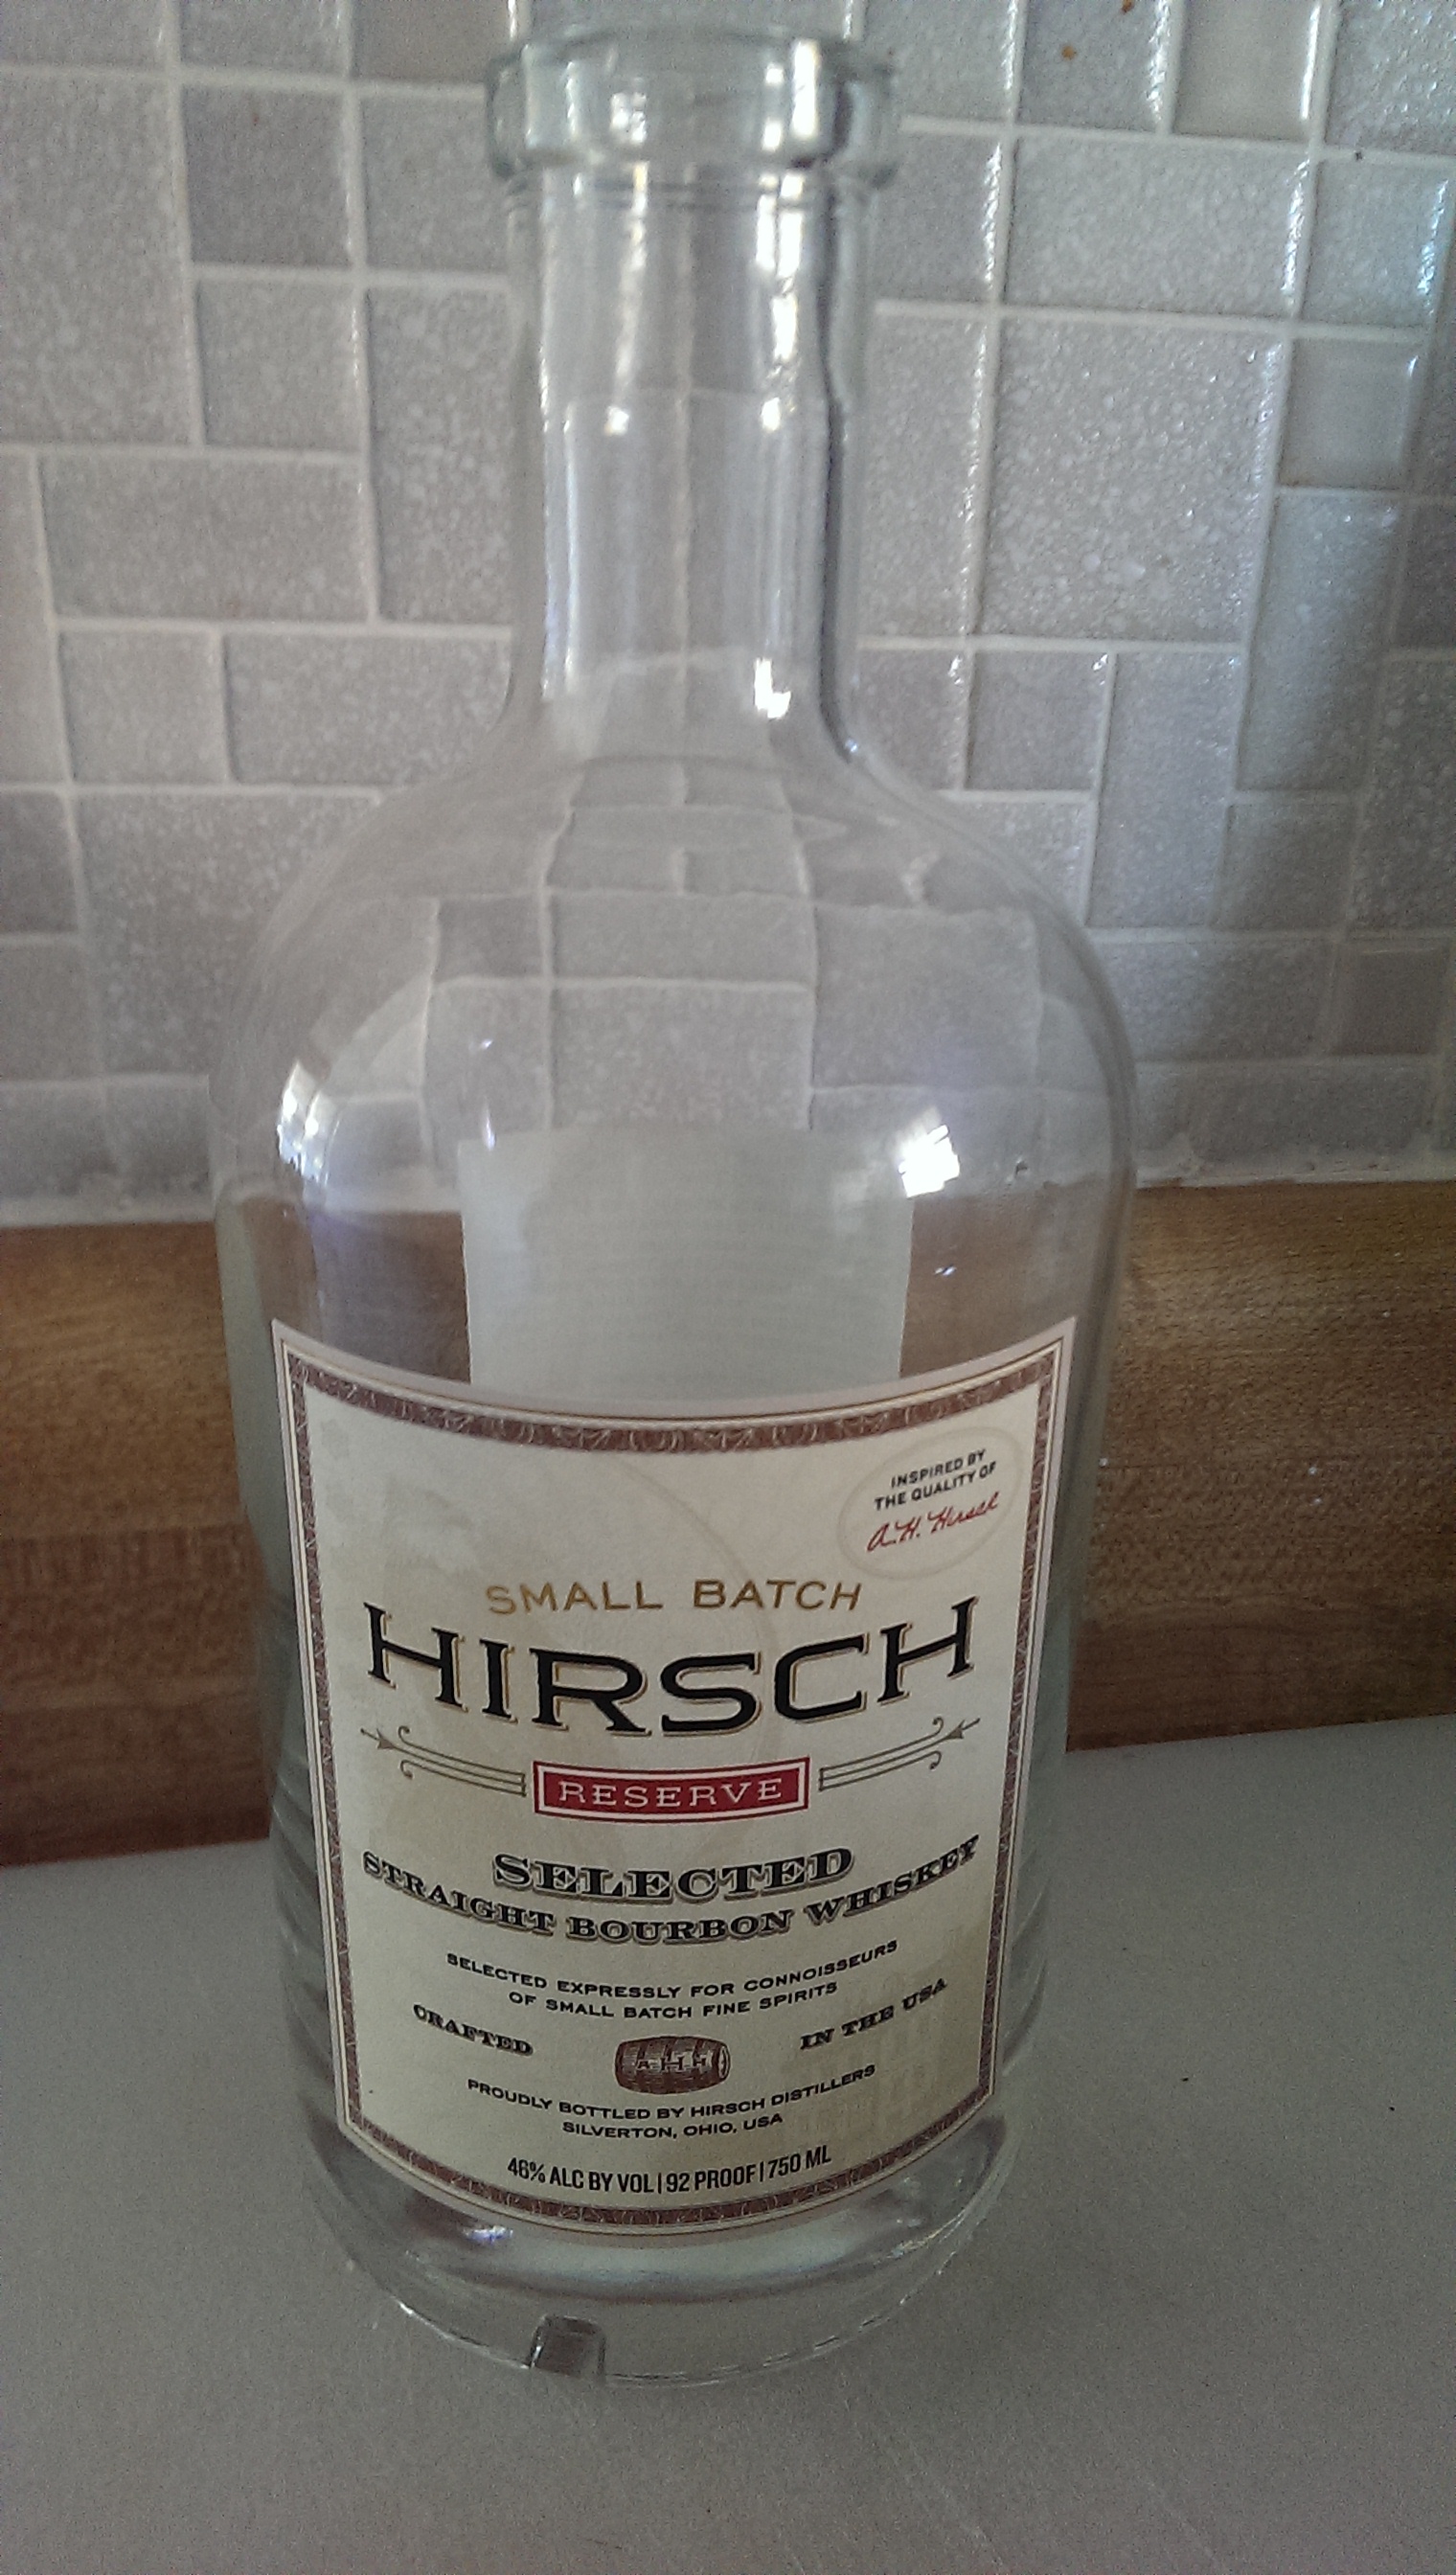 INSPIRED BY
THE QUALITY OF
A.H. Hirsch
SMALL BATCH
HIRSCH
RESERVE
SELECTED
STRAIGHT BOURBON WHISKEY
SELECTED EXPRESSLY FOR CONNOISSEURS
OF SMALL BATCH FINE SPIRITS
CRAFTED IN THE USA
A.H.H
PROUDLY BOTTLED BY HIRSCH DISTILLERS
SILVERTON, OHIO, USA
46% ALC BY VOL | 92 PROOF | 750 ML